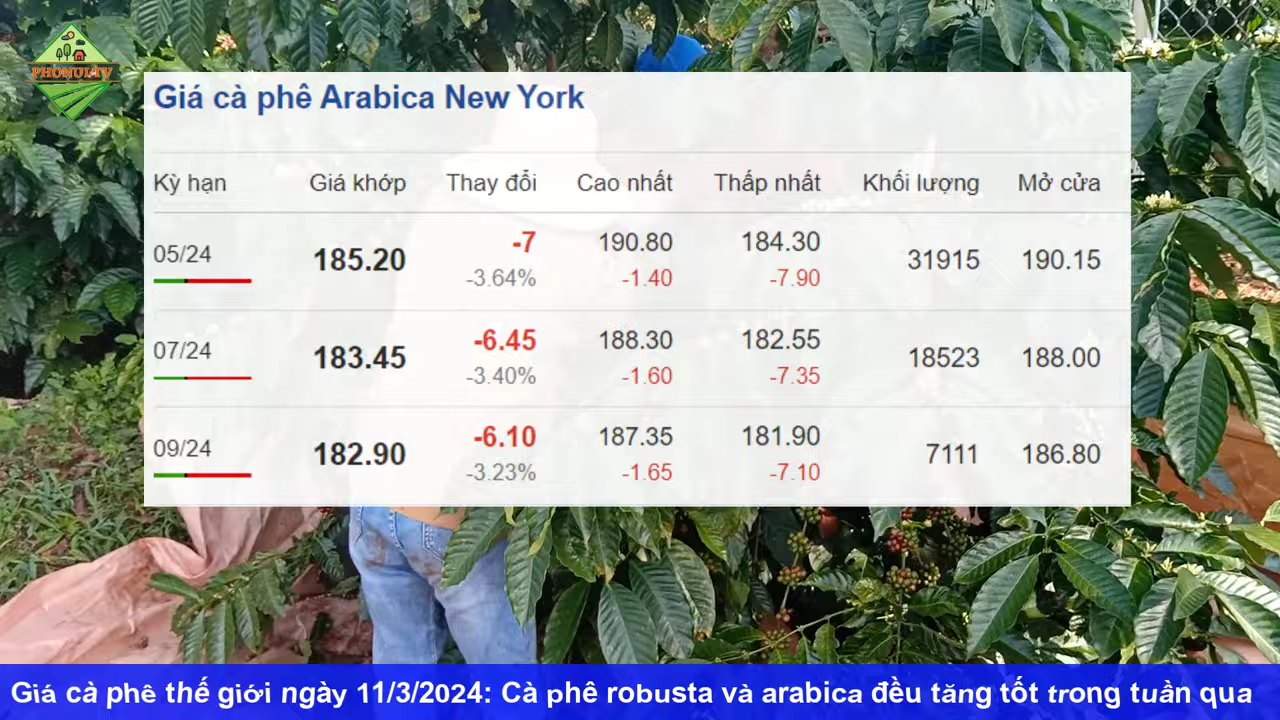 PHONUI TV
Giá cà phê Arabica New York
Kỳ hạn Giá khớp Thay đổi Cao nhất Thấp nhất Khối lượng Mở cửa
05/24 185.20 -7 190.80 184.30 31915 190.15
-3.64% -1.40 -7.90
07/24 183.45 -6.45 188.30 182.55 18523 188.00
-3.40% -1.60 -7.35
09/24 182.90 -6.10 187.35 181.90 7111 186.80
-3.23% -1.65 -7.10
Giá cà phê thế giới ngày 11/3/2024: Cà phê robusta và arabica đều tăng tốt trong tuần qua